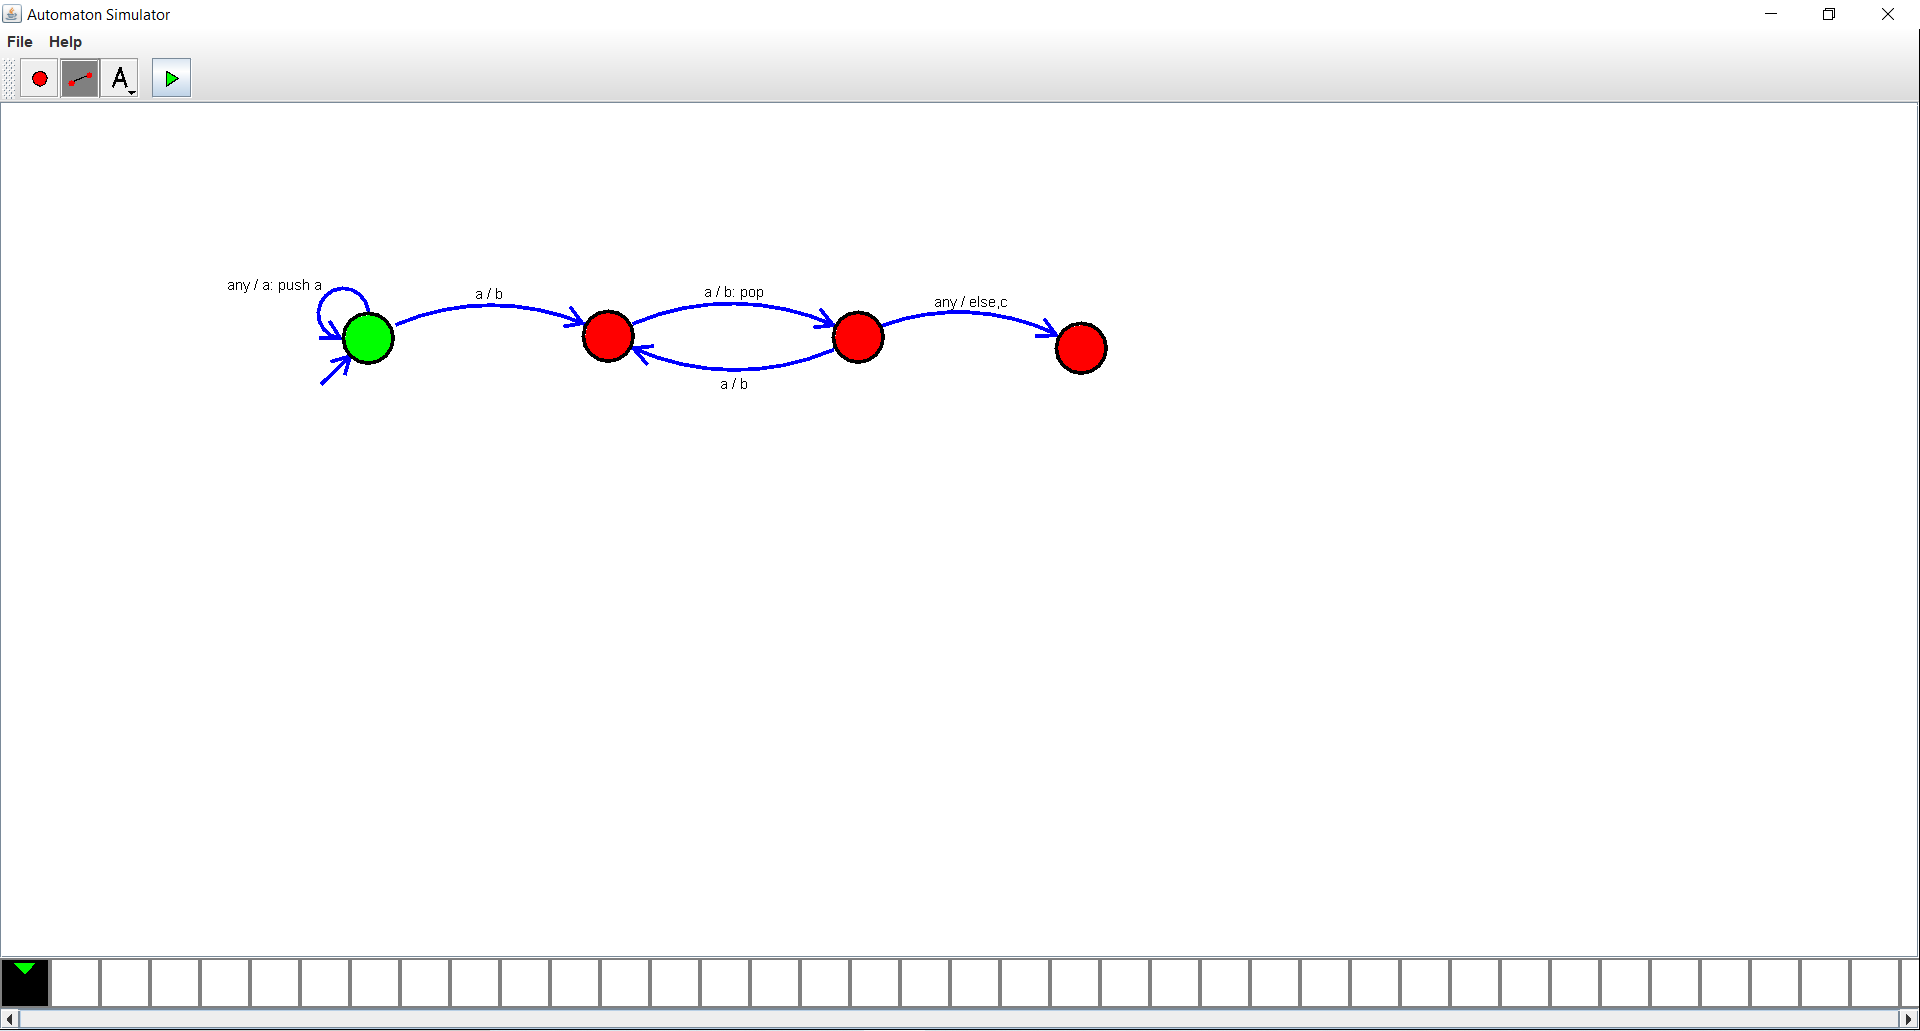 Automaton Simulator
File Help
A
any / a: push a
a / b
a / b: pop
any / else,c
a / b